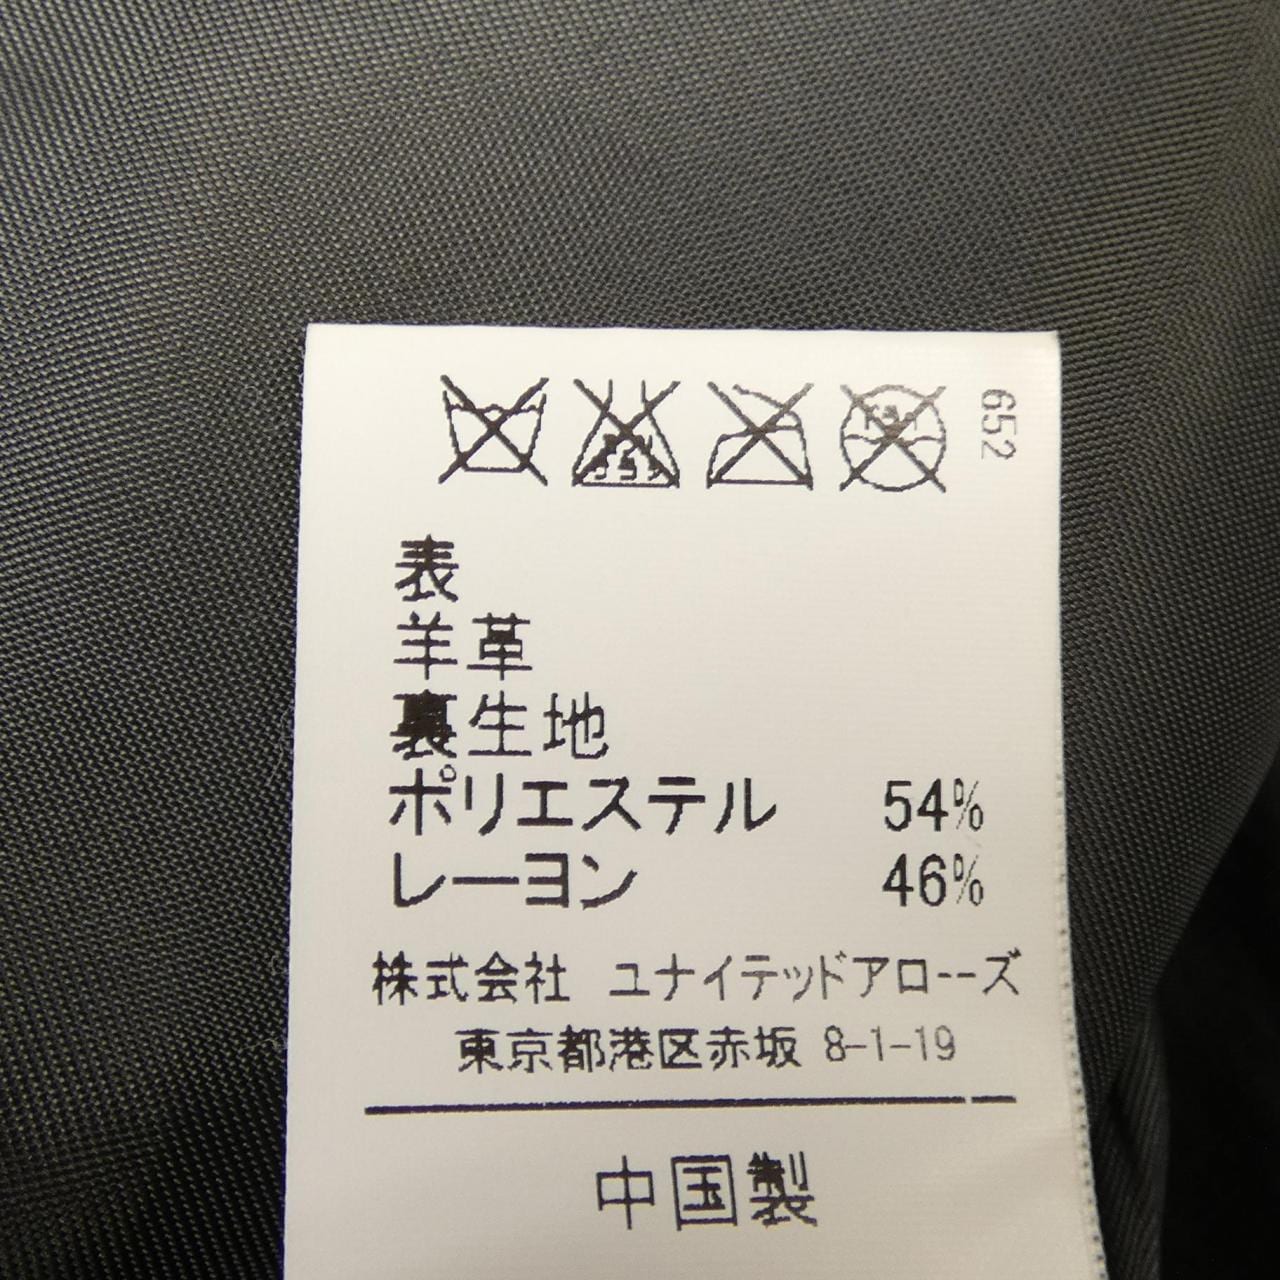 652
表
羊革
裏生地
ポリエステル 54%
レーヨン 46%
株式会社 ユナイテッドアローズ
東京都港区赤坂 8-1-19
中国製